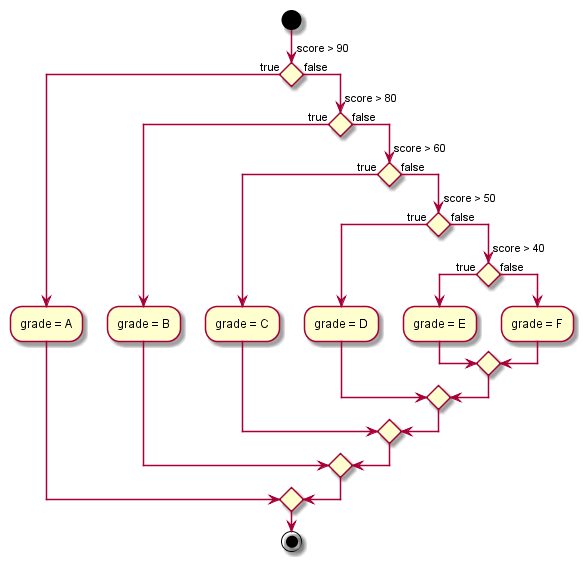 score > 90
true
false
score > 80
true
false
score > 60
true
false
score > 50
true
false
score > 40
true
false
grade = A
grade = B
grade = C
grade = D
grade = E
grade = F